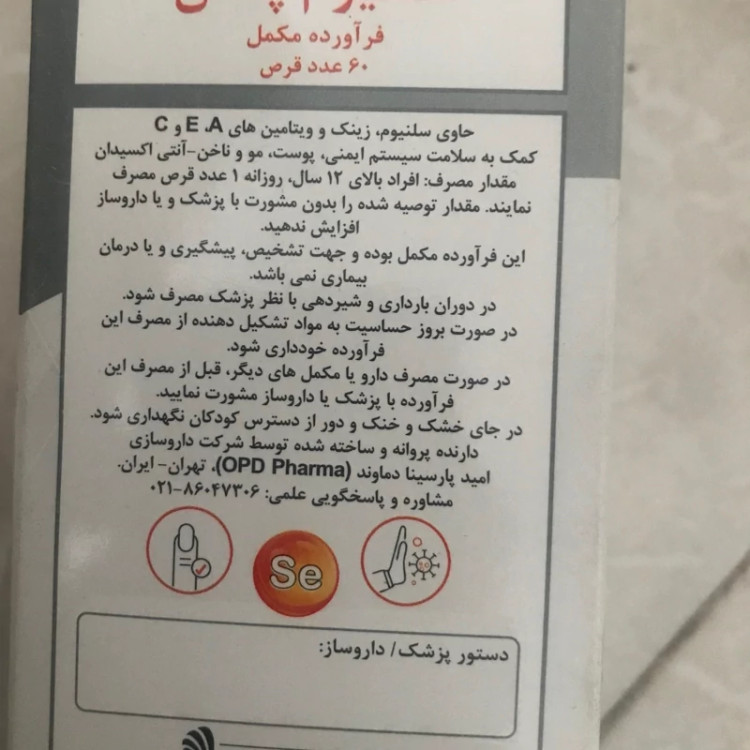 فرآورده مکمل
۶۰ عدد قرص
حاوی سلنیوم، زینک و ویتامین های E ،A و C
کمک به سلامت سیستم ایمنی، پوست، مو و ناخن-آنتی اکسیدان
مقدار مصرف: افراد بالای ۱۲ سال، روزانه ۱ عدد قرص مصرف
نمایند. مقدار توصیه شده را بدون مشورت با پزشک و یا داروساز
افزایش ندهید.
این فرآورده مکمل بوده و جهت تشخیص، پیشگیری و یا درمان
بیماری نمی باشد.
در دوران بارداری و شیردهی با نظر پزشک مصرف شود.
در صورت بروز حساسیت به مواد تشکیل دهنده از مصرف این
فرآورده خودداری شود.
در صورت مصرف دارو یا مکمل های دیگر، قبل از مصرف این
فرآورده با پزشک یا داروساز مشورت نمایید.
در جای خشک و خنک و دور از دسترس کودکان نگهداری شود.
دارنده پروانه و ساخته شده توسط شرکت داروسازی
امید پارسینا دماوند (OPD Pharma)، تهران- ایران.
مشاوره و پاسخگویی علمی: ۸۶۰۴۷۳۰۶-۰۲۱
Se
دستور پزشک/ داروساز: